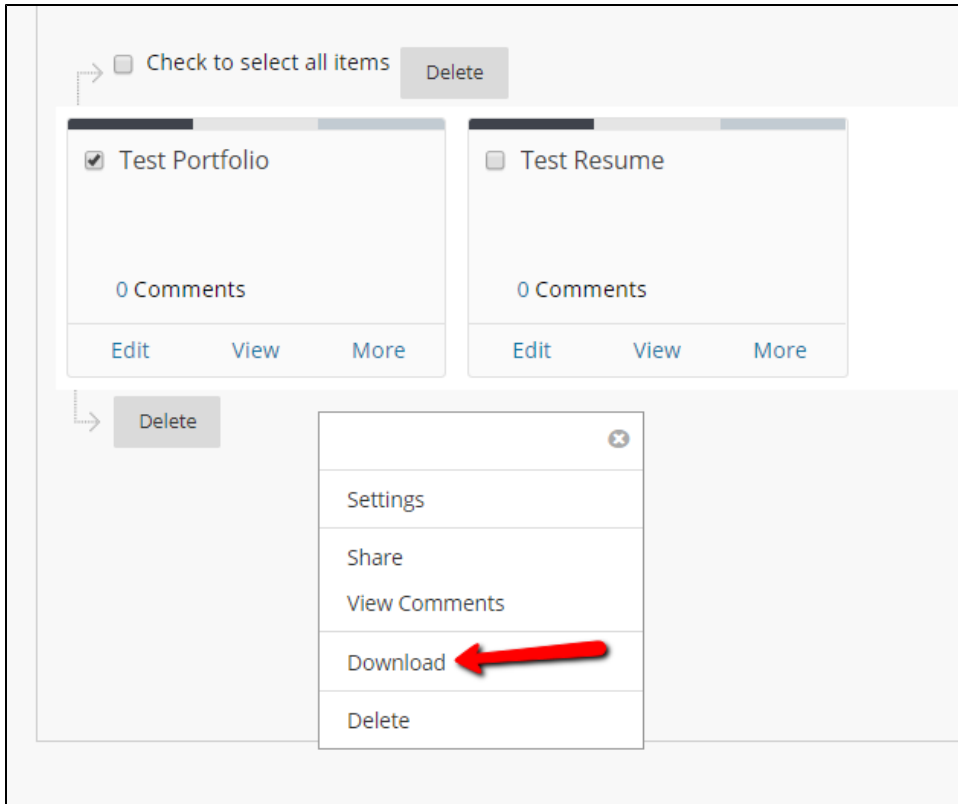 Check to select all items Delete
Test Portfolio Test Resume
0 Comments 0 Comments
Edit View More Edit View More
Delete
Settings
Share
View Comments
Download
Delete